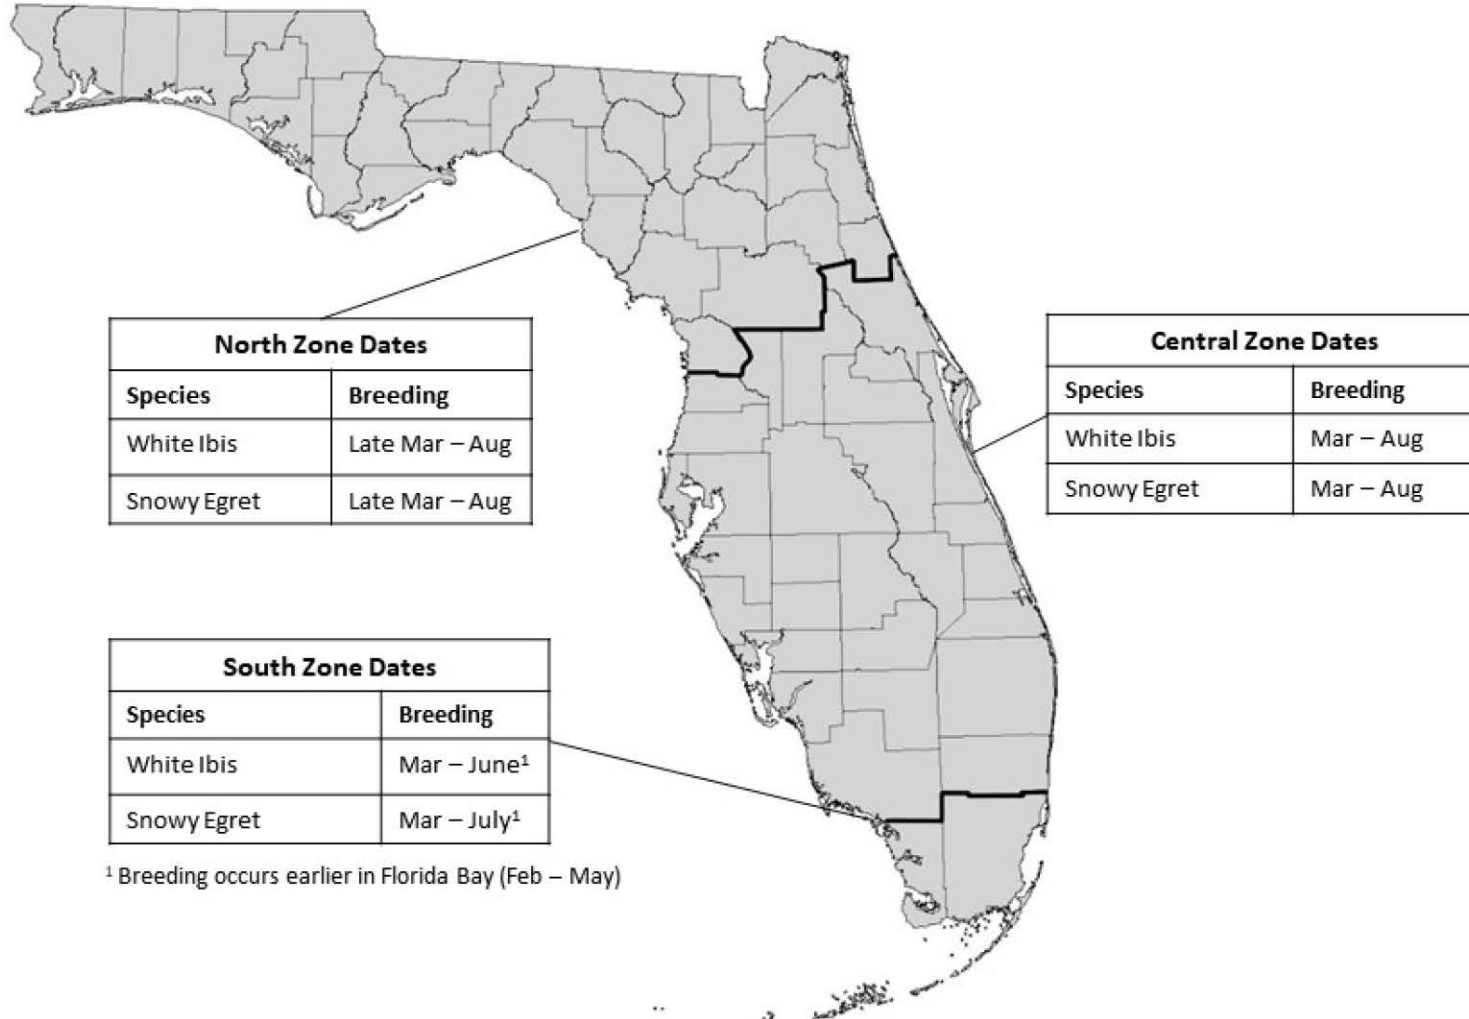 North Zone Dates
Species Breeding
White Ibis Late Mar – Aug
Snowy Egret Late Mar – Aug
Central Zone Dates
Species Breeding
White Ibis Mar – Aug
Snowy Egret Mar – Aug
South Zone Dates
Species Breeding
White Ibis Mar – June¹
Snowy Egret Mar – July¹
¹ Breeding occurs earlier in Florida Bay (Feb – May)